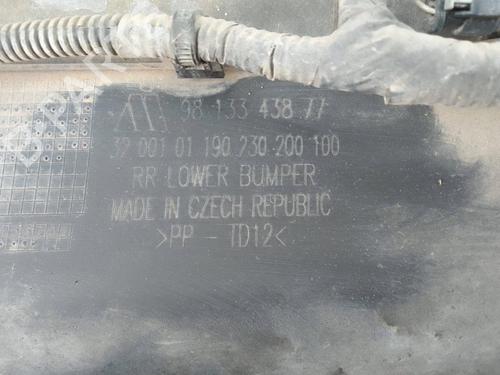 98 133 438 77
32 001 01 190 230 200 100
RR LOWER BUMPER
MADE IN CZECH REPUBLIC
>PP - TD12<